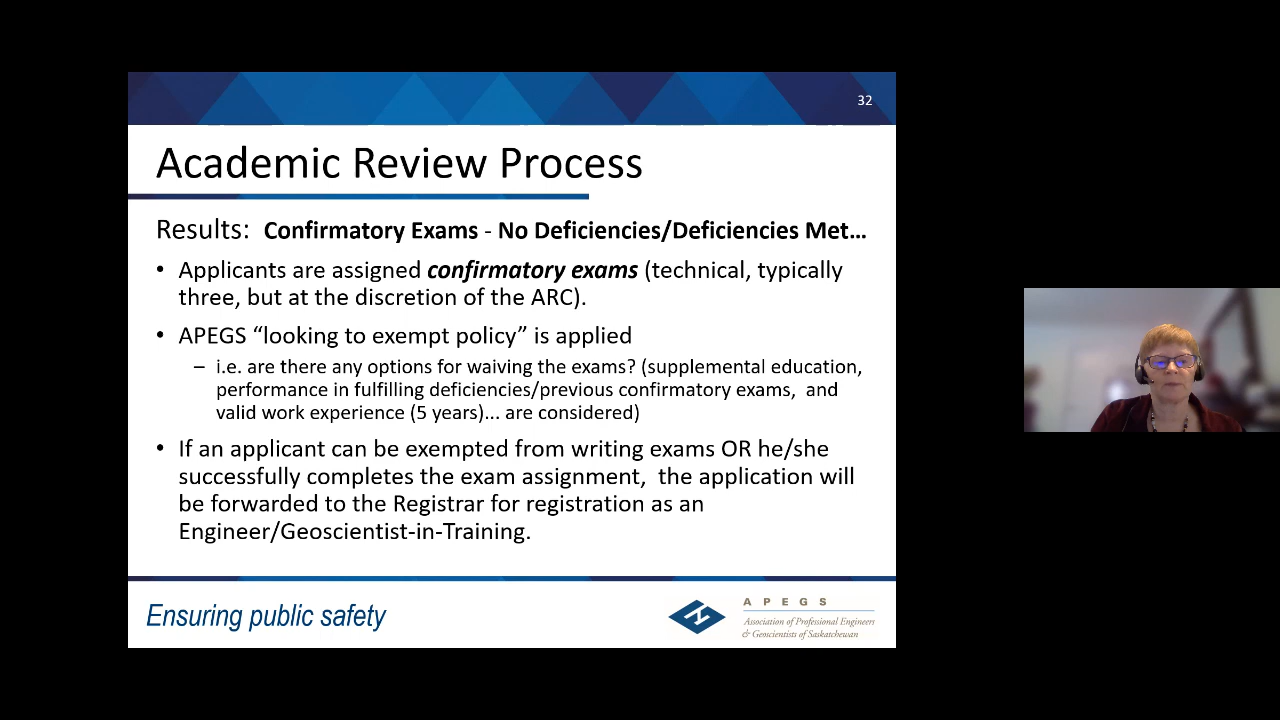 32
Academic Review Process
Results: Confirmatory Exams - No Deficiencies/Deficiencies Met…
• Applicants are assigned confirmatory exams (technical, typically
three, but at the discretion of the ARC).
• APEGS “looking to exempt policy” is applied
– i.e. are there any options for waiving the exams? (supplemental education,
performance in fulfilling deficiencies/previous confirmatory exams, and
valid work experience (5 years)... are considered)
• If an applicant can be exempted from writing exams OR he/she
successfully completes the exam assignment, the application will
be forwarded to the Registrar for registration as an
Engineer/Geoscientist-in-Training.
Ensuring public safety
APEGS
Association of Professional Engineers
& Geoscientists of Saskatchewan